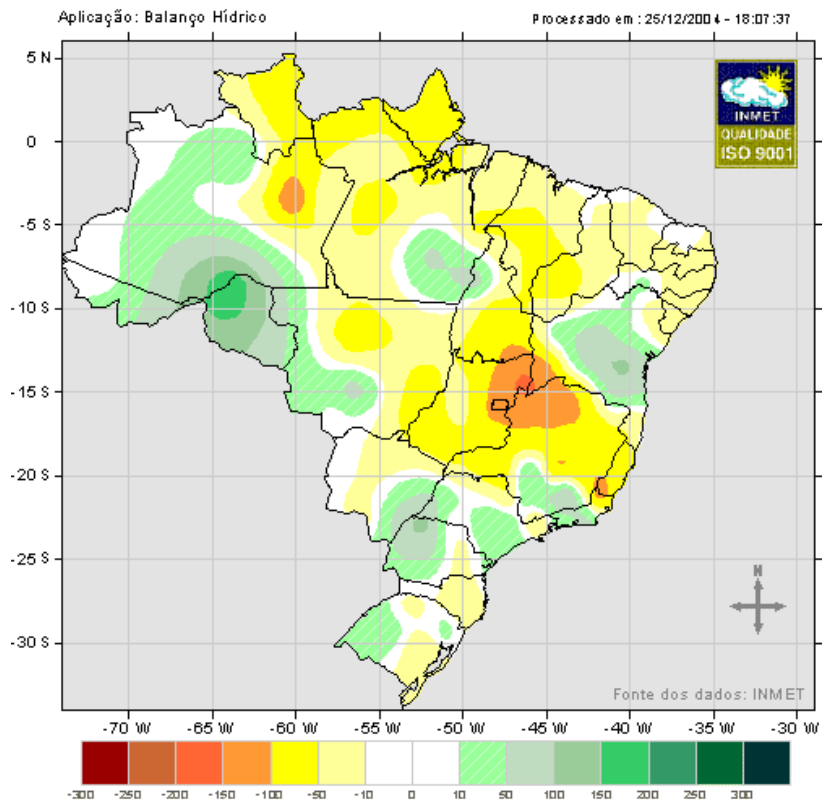 Aplicação: Balanço Hídrico
Processado em : 25/12/2004 - 18:07:37
5 N
0
-5 S
-10 S
-15 S
-20 S
-25 S
-30 S
INMET
QUALIDADE
ISO 9001
N
Fonte dos dados: INMET
-70 W -65 W -60 W -55 W -50 W -45 W -40 W -35 W -30 W
-300 -250 -200 -150 -100 -50 -10 0 10 50 100 150 200 250 300